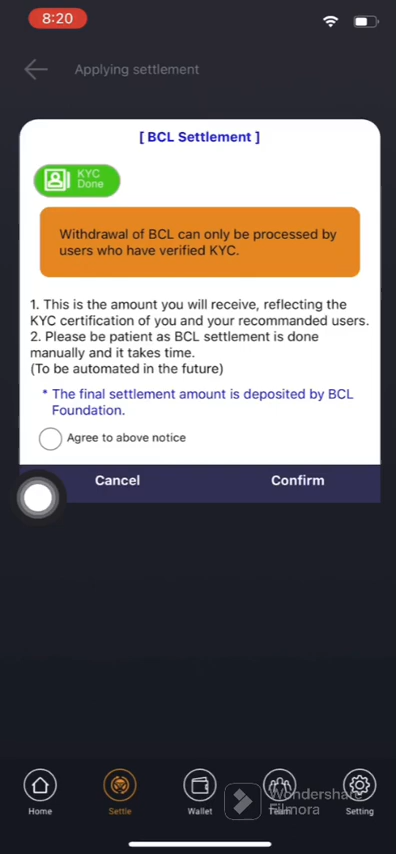 8:20
Applying settlement
[ BCL Settlement ]
KYC
Done
Withdrawal of BCL can only be processed by
users who have verified KYC.
1. This is the amount you will receive, reflecting the
KYC certification of you and your recommanded users.
2. Please be patient as BCL settlement is done
manually and it takes time.
(To be automated in the future)
* The final settlement amount is deposited by BCL
Foundation.
Agree to above notice
Cancel
Confirm
Wondershare
Filmora
Home
Settle
Wallet
Team
Setting